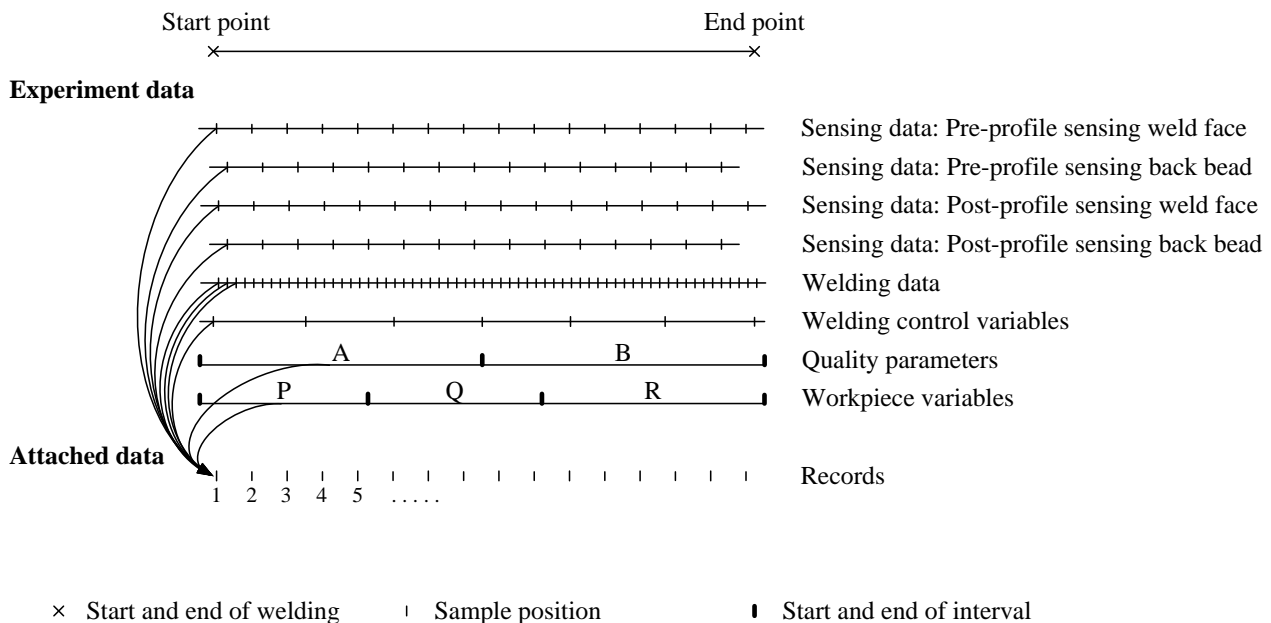 Start point
End point
Experiment data
Sensing data: Pre-profile sensing weld face
Sensing data: Pre-profile sensing back bead
Sensing data: Post-profile sensing weld face
Sensing data: Post-profile sensing back bead
Welding data
Welding control variables
A B Quality parameters
P Q R Workpiece variables
Attached data
Records
1 2 3 4 5 . . . . .
× Start and end of welding
Sample position
Start and end of interval